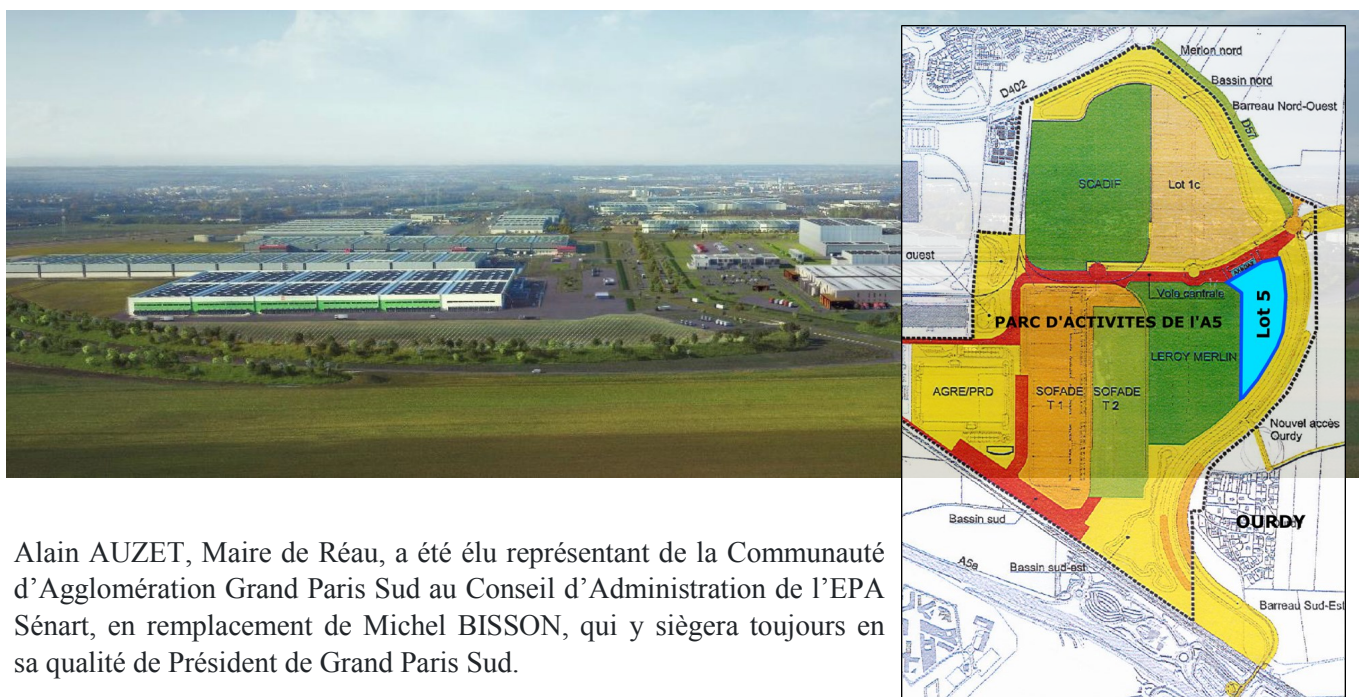 Merlon nord
Bassin nord
D402
Barreau Nord-Ouest
D57
SCADIF
Lot 1c
ouest
Voie centrale
PARC D'ACTIVITES DE l'A5
Lot 5
LEROY MERLIN
AGRE/PRD
SOFADE
T 1
SOFADE
T 2
Nouvel accès
Ourdy
Bassin sud
OURDY
A5a
Bassin sud-est
Barreau Sud-Est
Alain AUZET, Maire de Réau, a été élu représentant de la Communauté
d’Agglomération Grand Paris Sud au Conseil d’Administration de l’EPA
Sénart, en remplacement de Michel BISSON, qui y siègera toujours en
sa qualité de Président de Grand Paris Sud.